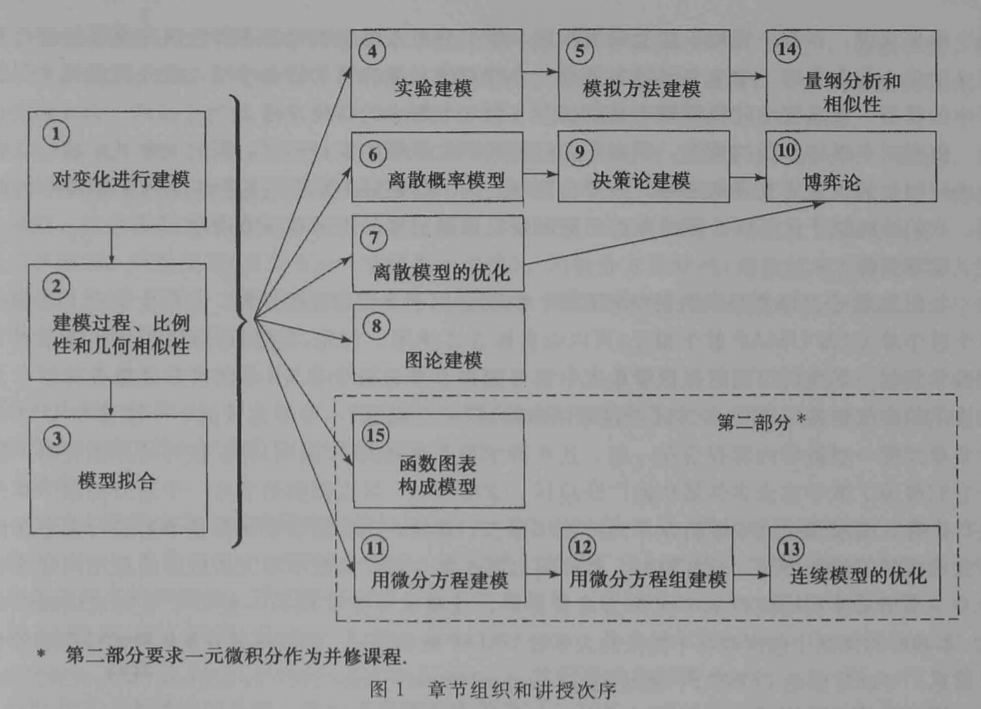 ①
对变化进行建模
②
建模过程、比例
性和几何相似性
③
模型拟合
④
实验建模
⑤
模拟方法建模
⑭
量纲分析和
相似性
⑥
离散概率模型
⑨
决策论建模
⑩
博弈论
⑦
离散模型的优化
⑧
图论建模
第二部分*
⑮
函数图表
构成模型
⑪
用微分方程建模
⑫
用微分方程组建模
⑬
连续模型的优化
* 第二部分要求一元微积分作为并修课程.
图 1 章节组织和讲授次序